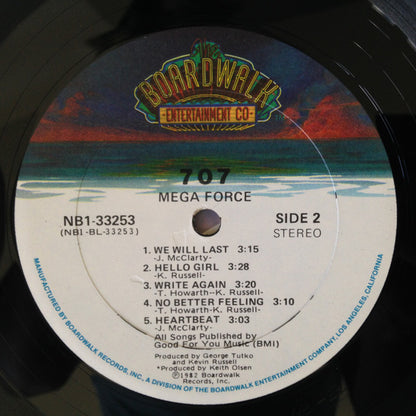 THE
BOARDWALK
ENTERTAINMENT CO
707
MEGA FORCE
NB1-33253
(NB1-BL-33253)
SIDE 2
STEREO
1. WE WILL LAST 3:15
-J. McClarty-
2. HELLO GIRL 3:28
-K. Russell-
3. WRITE AGAIN 3:20
-T. Howarth--K. Russell-
4. NO BETTER FEELING 3:10
-T. Howarth--K. Russell-
5. HEARTBEAT 3:03
-J. McClarty-
All Songs Published by
Good For You Music (BMI)
Produced by George Tutko
and Kevin Russell
*Produced by Keith Olsen
Ⓟ1982 Boardwalk
Records, Inc.
MANUFACTURED BY BOARDWALK RECORDS, INC., A DIVISION OF THE BOARDWALK ENTERTAINMENT COMPANY, LOS ANGELES, CALIFORNIA